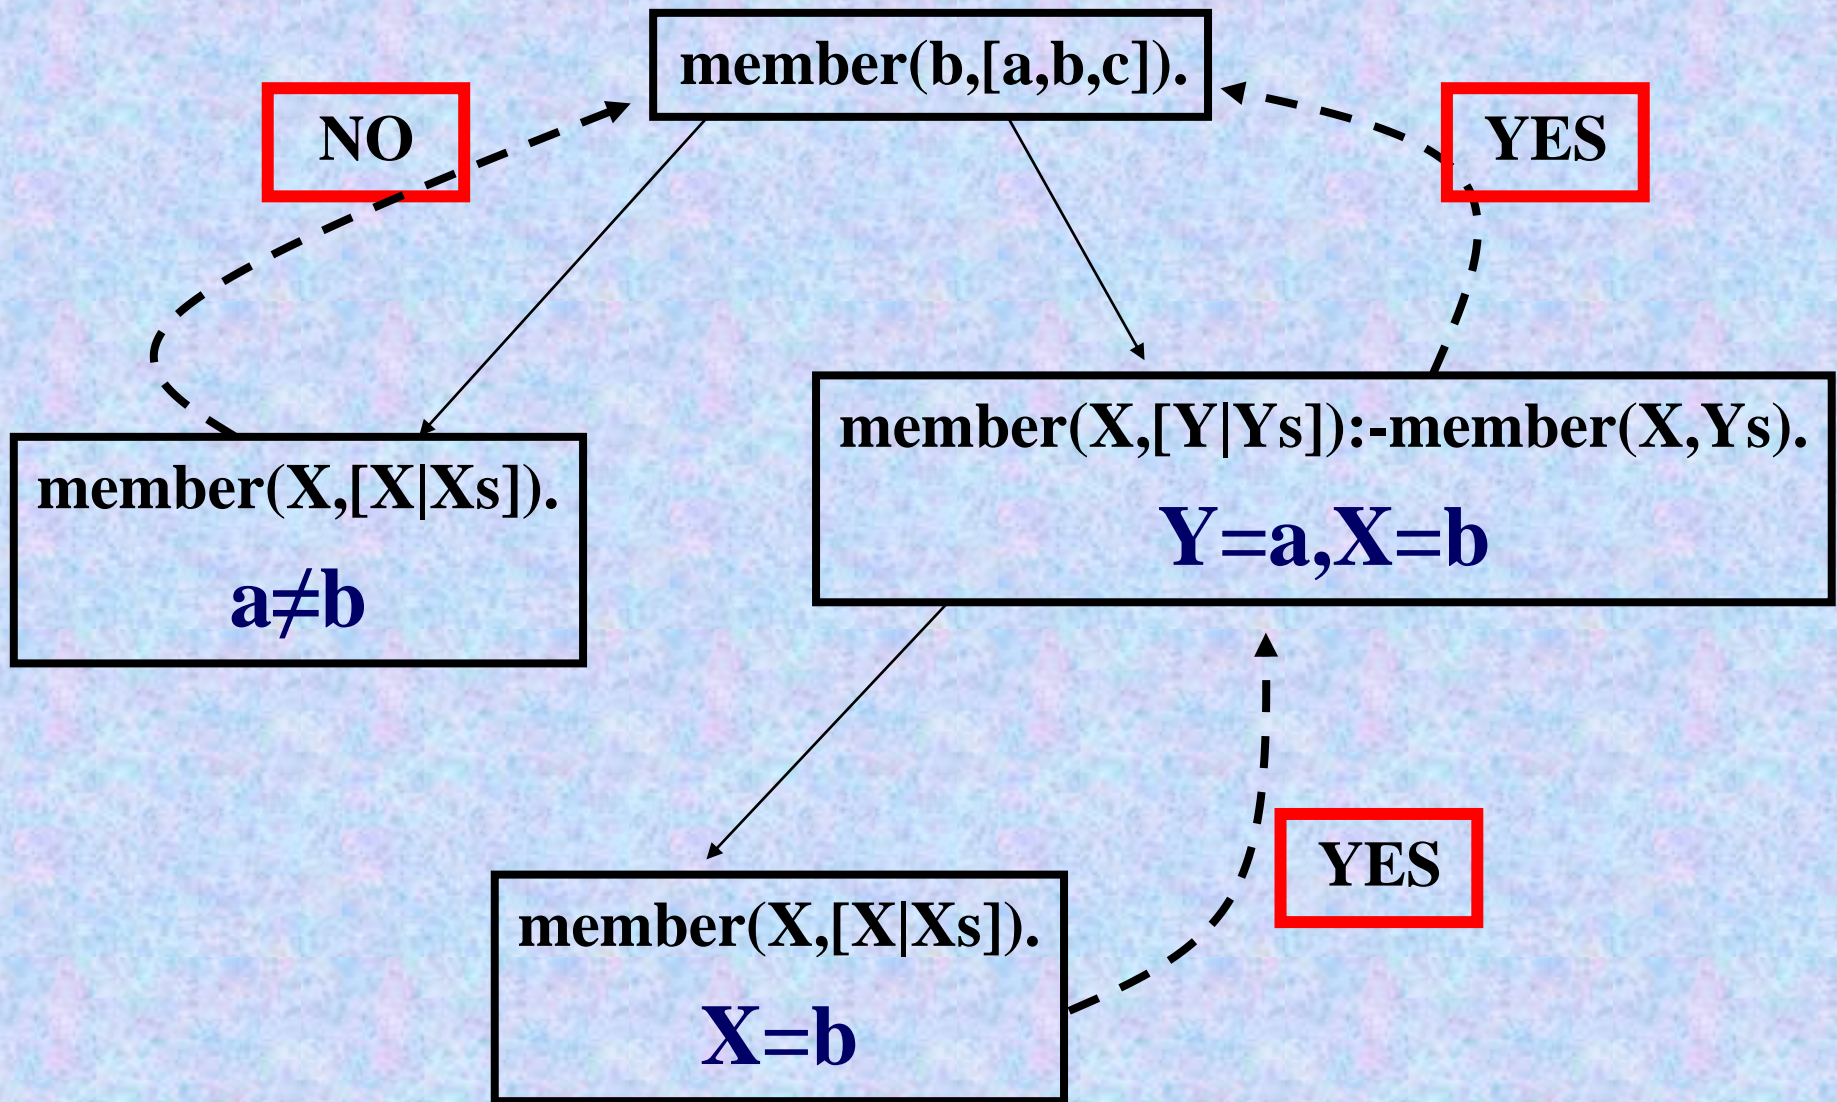 member(b,[a,b,c]).
NO
YES
member(X,[Y|Ys]):-member(X,Ys).
Y=a,X=b
member(X,[X|Xs]).
a≠b
YES
member(X,[X|Xs]).
X=b